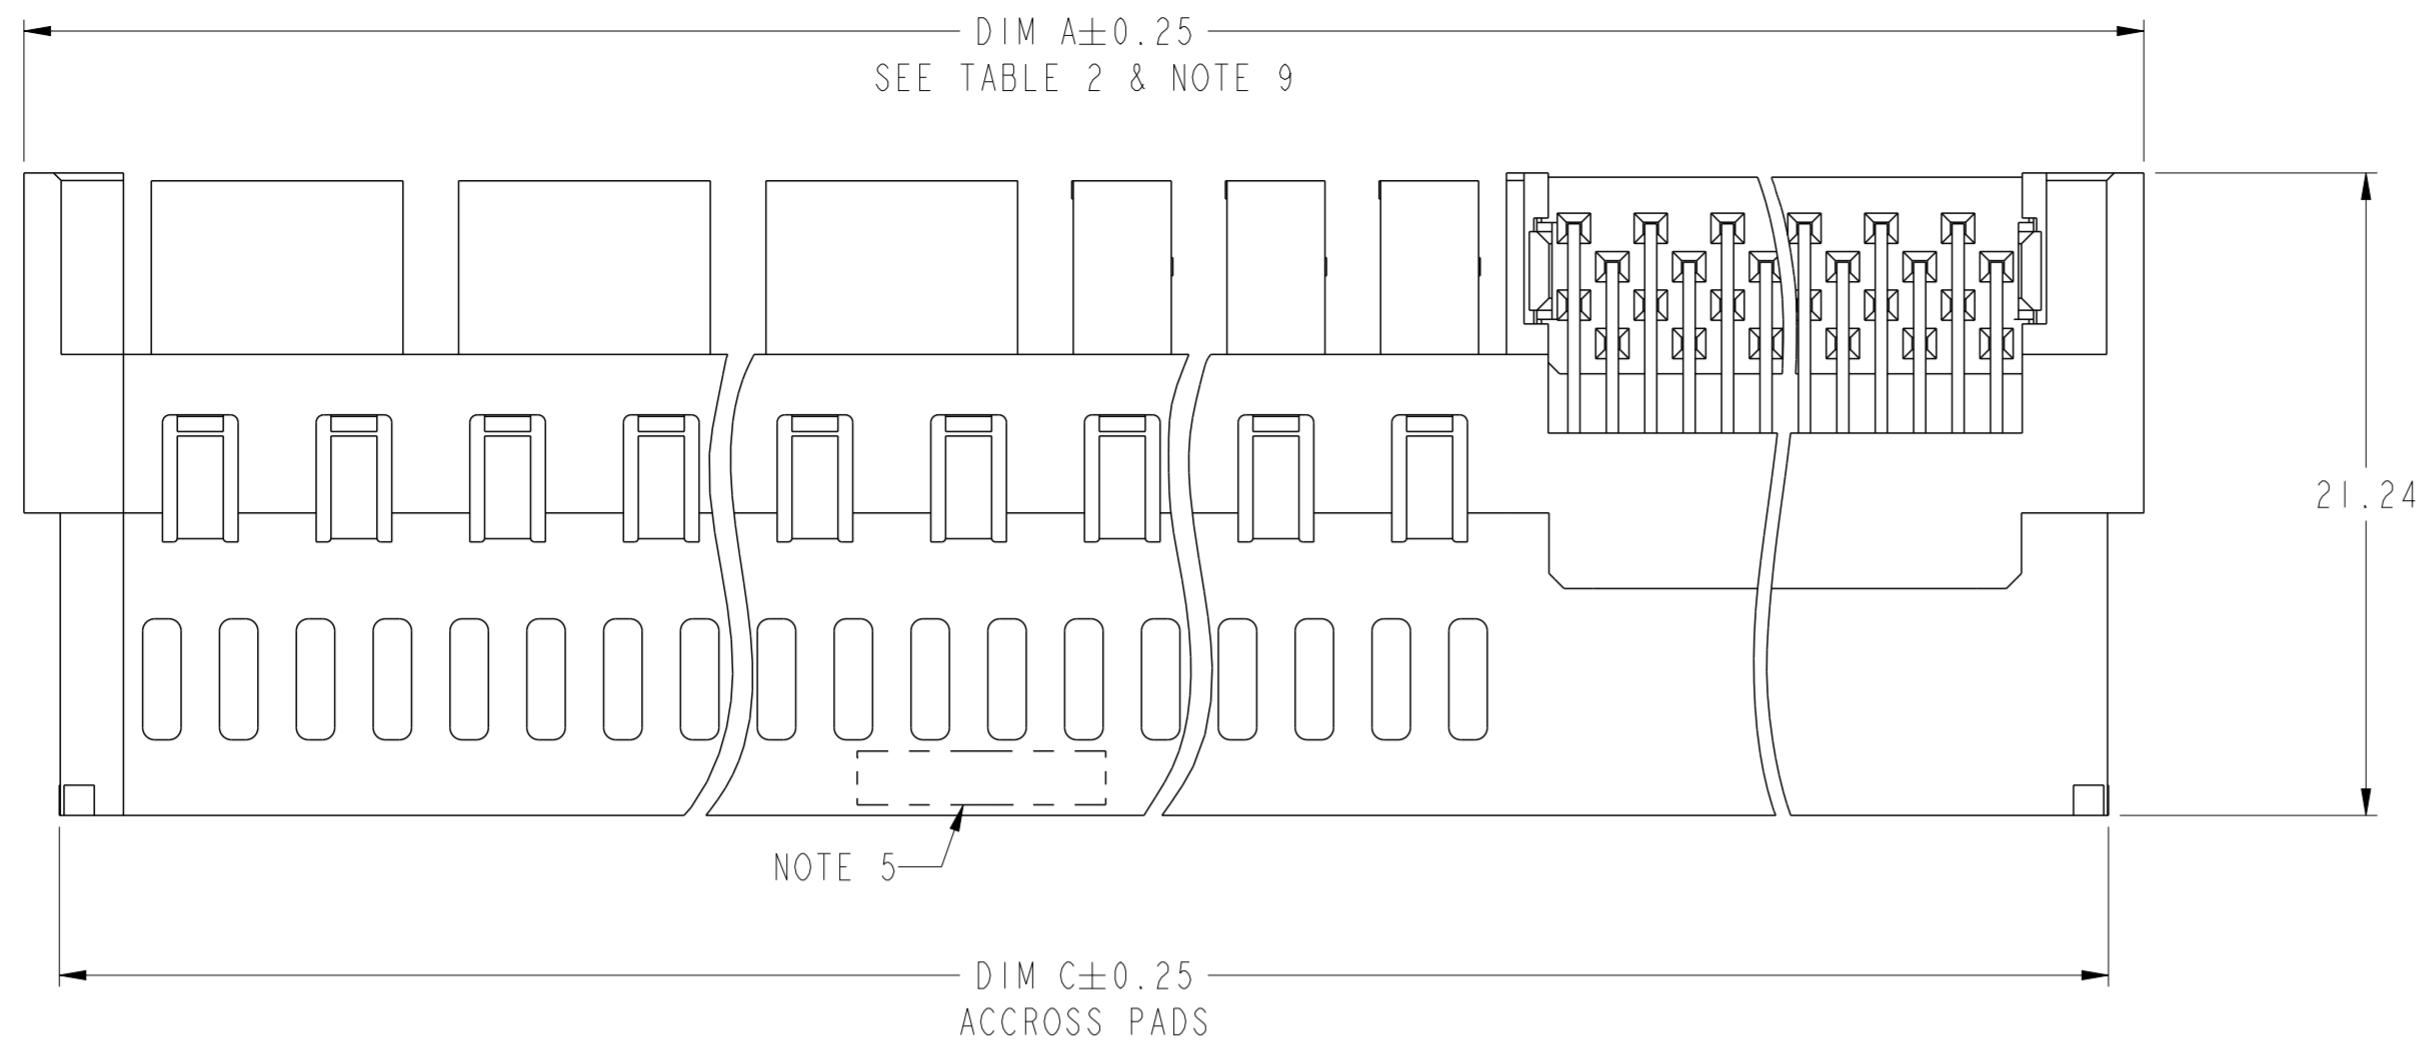 DIM A±0.25
SEE TABLE 2 & NOTE 9
21.24
NOTE 5
DIM C±0.25
ACCROSS PADS